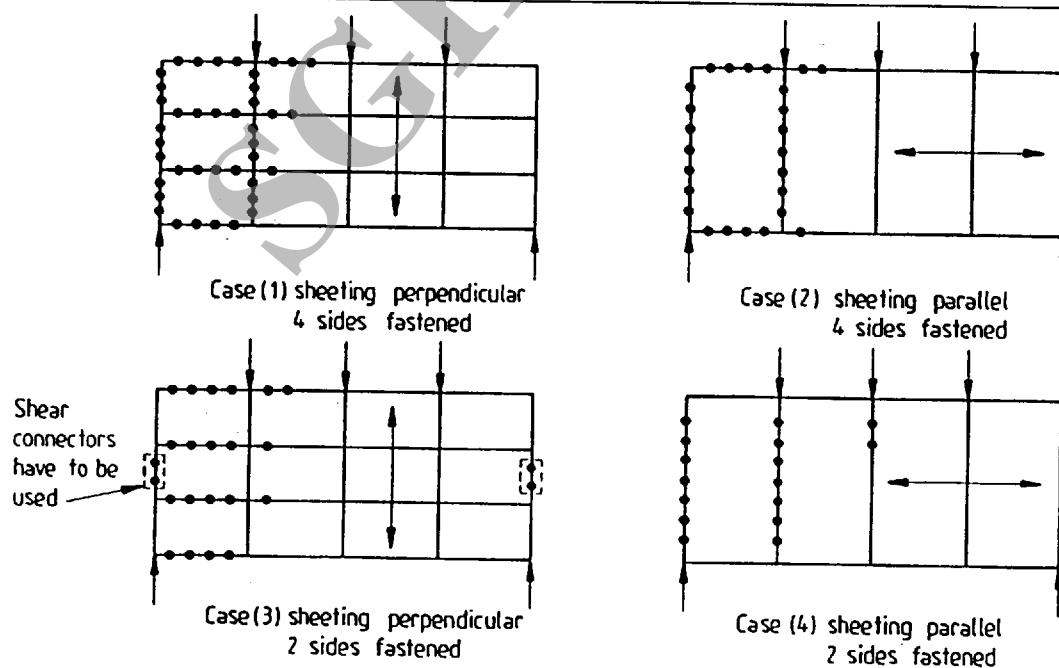 Case (1) sheeting perpendicular
4 sides fastened
Case (2) sheeting parallel
4 sides fastened
Shear
connectors
have to be
used
Case (3) sheeting perpendicular
2 sides fastened
Case (4) sheeting parallel
2 sides fastened